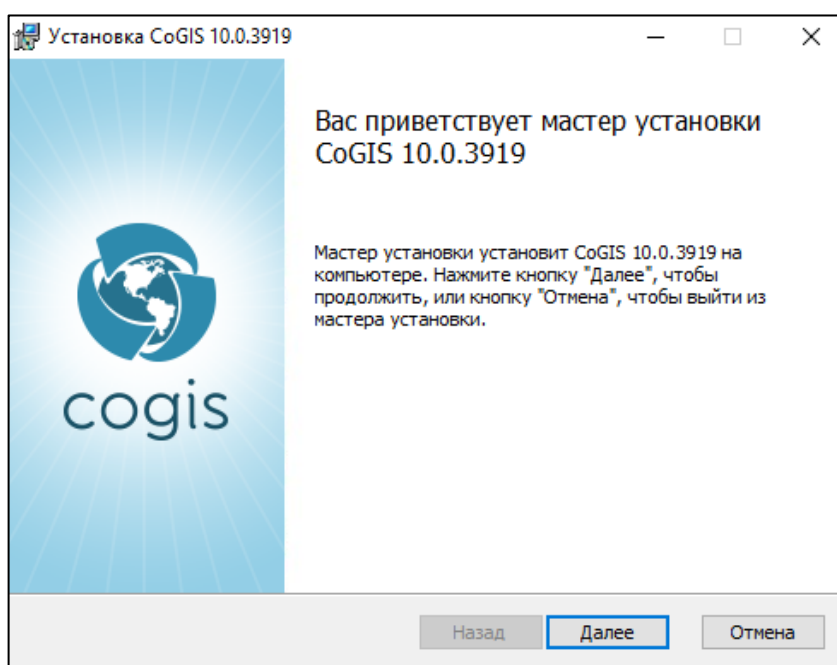 Установка CoGIS 10.0.3919
Вас приветствует мастер установки
CoGIS 10.0.3919
Мастер установки установит CoGIS 10.0.3919 на
компьютере. Нажмите кнопку "Далее", чтобы
продолжить, или кнопку "Отмена", чтобы выйти из
мастера установки.
cogis
Назад Далее Отмена